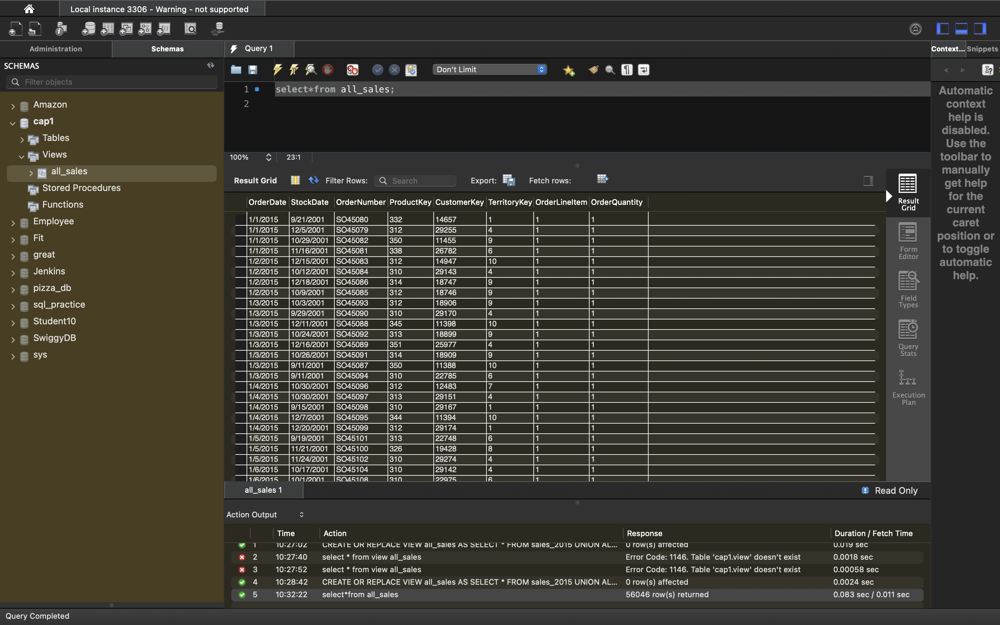 Local instance 3306 - Warning - not supported
Administration
Schemas
Query 1
Context...
Snippets
SCHEMAS
Filter objects
Amazon
cap1
Tables
Views
all_sales
Stored Procedures
Functions
Employee
Fit
great
Jenkins
pizza_db
sql_practice
Student10
SwiggyDB
sys
Don't Limit
1 select*from all_sales;
2
100%
23:1
Result Grid
Filter Rows:
Search
Export:
Fetch rows:
OrderDate StockDate OrderNumber ProductKey CustomerKey TerritoryKey OrderLineItem OrderQuantity
1/1/2015 9/21/2001 SO45080 332 14657 1 1 1
1/1/2015 12/5/2001 SO45079 312 29255 4 1 1
1/1/2015 10/29/2001 SO45082 350 11455 9 1 1
1/1/2015 11/16/2001 SO45081 338 26782 6 1 1
1/2/2015 12/15/2001 SO45083 312 14947 10 1 1
1/2/2015 10/12/2001 SO45084 310 29143 4 1 1
1/2/2015 12/18/2001 SO45086 314 18747 9 1 1
1/2/2015 10/9/2001 SO45085 312 18746 9 1 1
1/3/2015 10/3/2001 SO45093 312 18906 9 1 1
1/3/2015 9/29/2001 SO45090 310 29170 4 1 1
1/3/2015 12/11/2001 SO45088 345 11398 10 1 1
1/3/2015 10/24/2001 SO45092 313 18899 9 1 1
1/3/2015 12/16/2001 SO45089 351 25977 4 1 1
1/3/2015 10/26/2001 SO45091 314 18909 9 1 1
1/3/2015 9/11/2001 SO45087 350 11388 10 1 1
1/3/2015 9/11/2001 SO45094 310 22785 6 1 1
1/4/2015 10/30/2001 SO45096 312 12483 7 1 1
1/4/2015 10/30/2001 SO45097 313 29151 4 1 1
1/4/2015 9/15/2001 SO45098 310 29167 1 1 1
1/4/2015 12/7/2001 SO45095 344 11394 10 1 1
1/4/2015 12/20/2001 SO45099 312 29174 1 1 1
1/5/2015 9/19/2001 SO45101 313 22748 6 1 1
1/5/2015 11/21/2001 SO45100 326 19428 8 1 1
1/5/2015 11/24/2001 SO45102 310 29274 4 1 1
1/6/2015 10/17/2001 SO45104 310 29142 4 1 1
1/6/2015 10/1/2001 SO45108 310 22975 6 1 1
Result
Grid
Form
Editor
Field
Types
Query
Stats
Execution
Plan
Automatic
context
help is
disabled.
Use the
toolbar to
manually
get help
for the
current
caret
position or
to toggle
automatic
help.
all_sales 1
Read Only
Action Output
Time Action Response Duration / Fetch Time
1 10:27:02 CREATE OR REPLACE VIEW all_sales AS SELECT * FROM sales_2015 UNION AL... 0 row(s) affected 0.019 sec
2 10:27:40 select * from view all_sales Error Code: 1146. Table 'cap1.view' doesn't exist 0.0018 sec
3 10:27:52 select * from view all_sales Error Code: 1146. Table 'cap1.view' doesn't exist 0.00058 sec
4 10:28:42 CREATE OR REPLACE VIEW all_sales AS SELECT * FROM sales_2015 UNION AL... 0 row(s) affected 0.0024 sec
5 10:32:22 select*from all_sales 56046 row(s) returned 0.083 sec / 0.011 sec
Query Completed